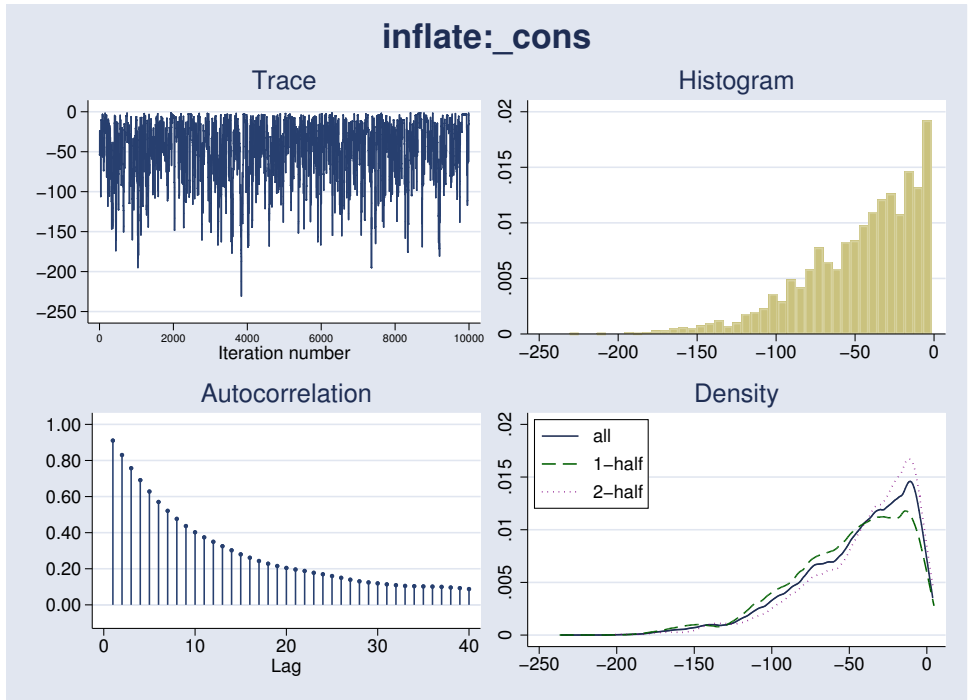 inflate:_cons
Trace
0
−50
−100
−150
−200
−250
0 2000 4000 6000 8000 10000
Iteration number
Histogram
.02
.015
.01
.005
0
−250 −200 −150 −100 −50 0
Autocorrelation
1.00
0.80
0.60
0.40
0.20
0.00
0 10 20 30 40
Lag
Density
.02
.015
.01
.005
0
all
1−half
2−half
−250 −200 −150 −100 −50 0